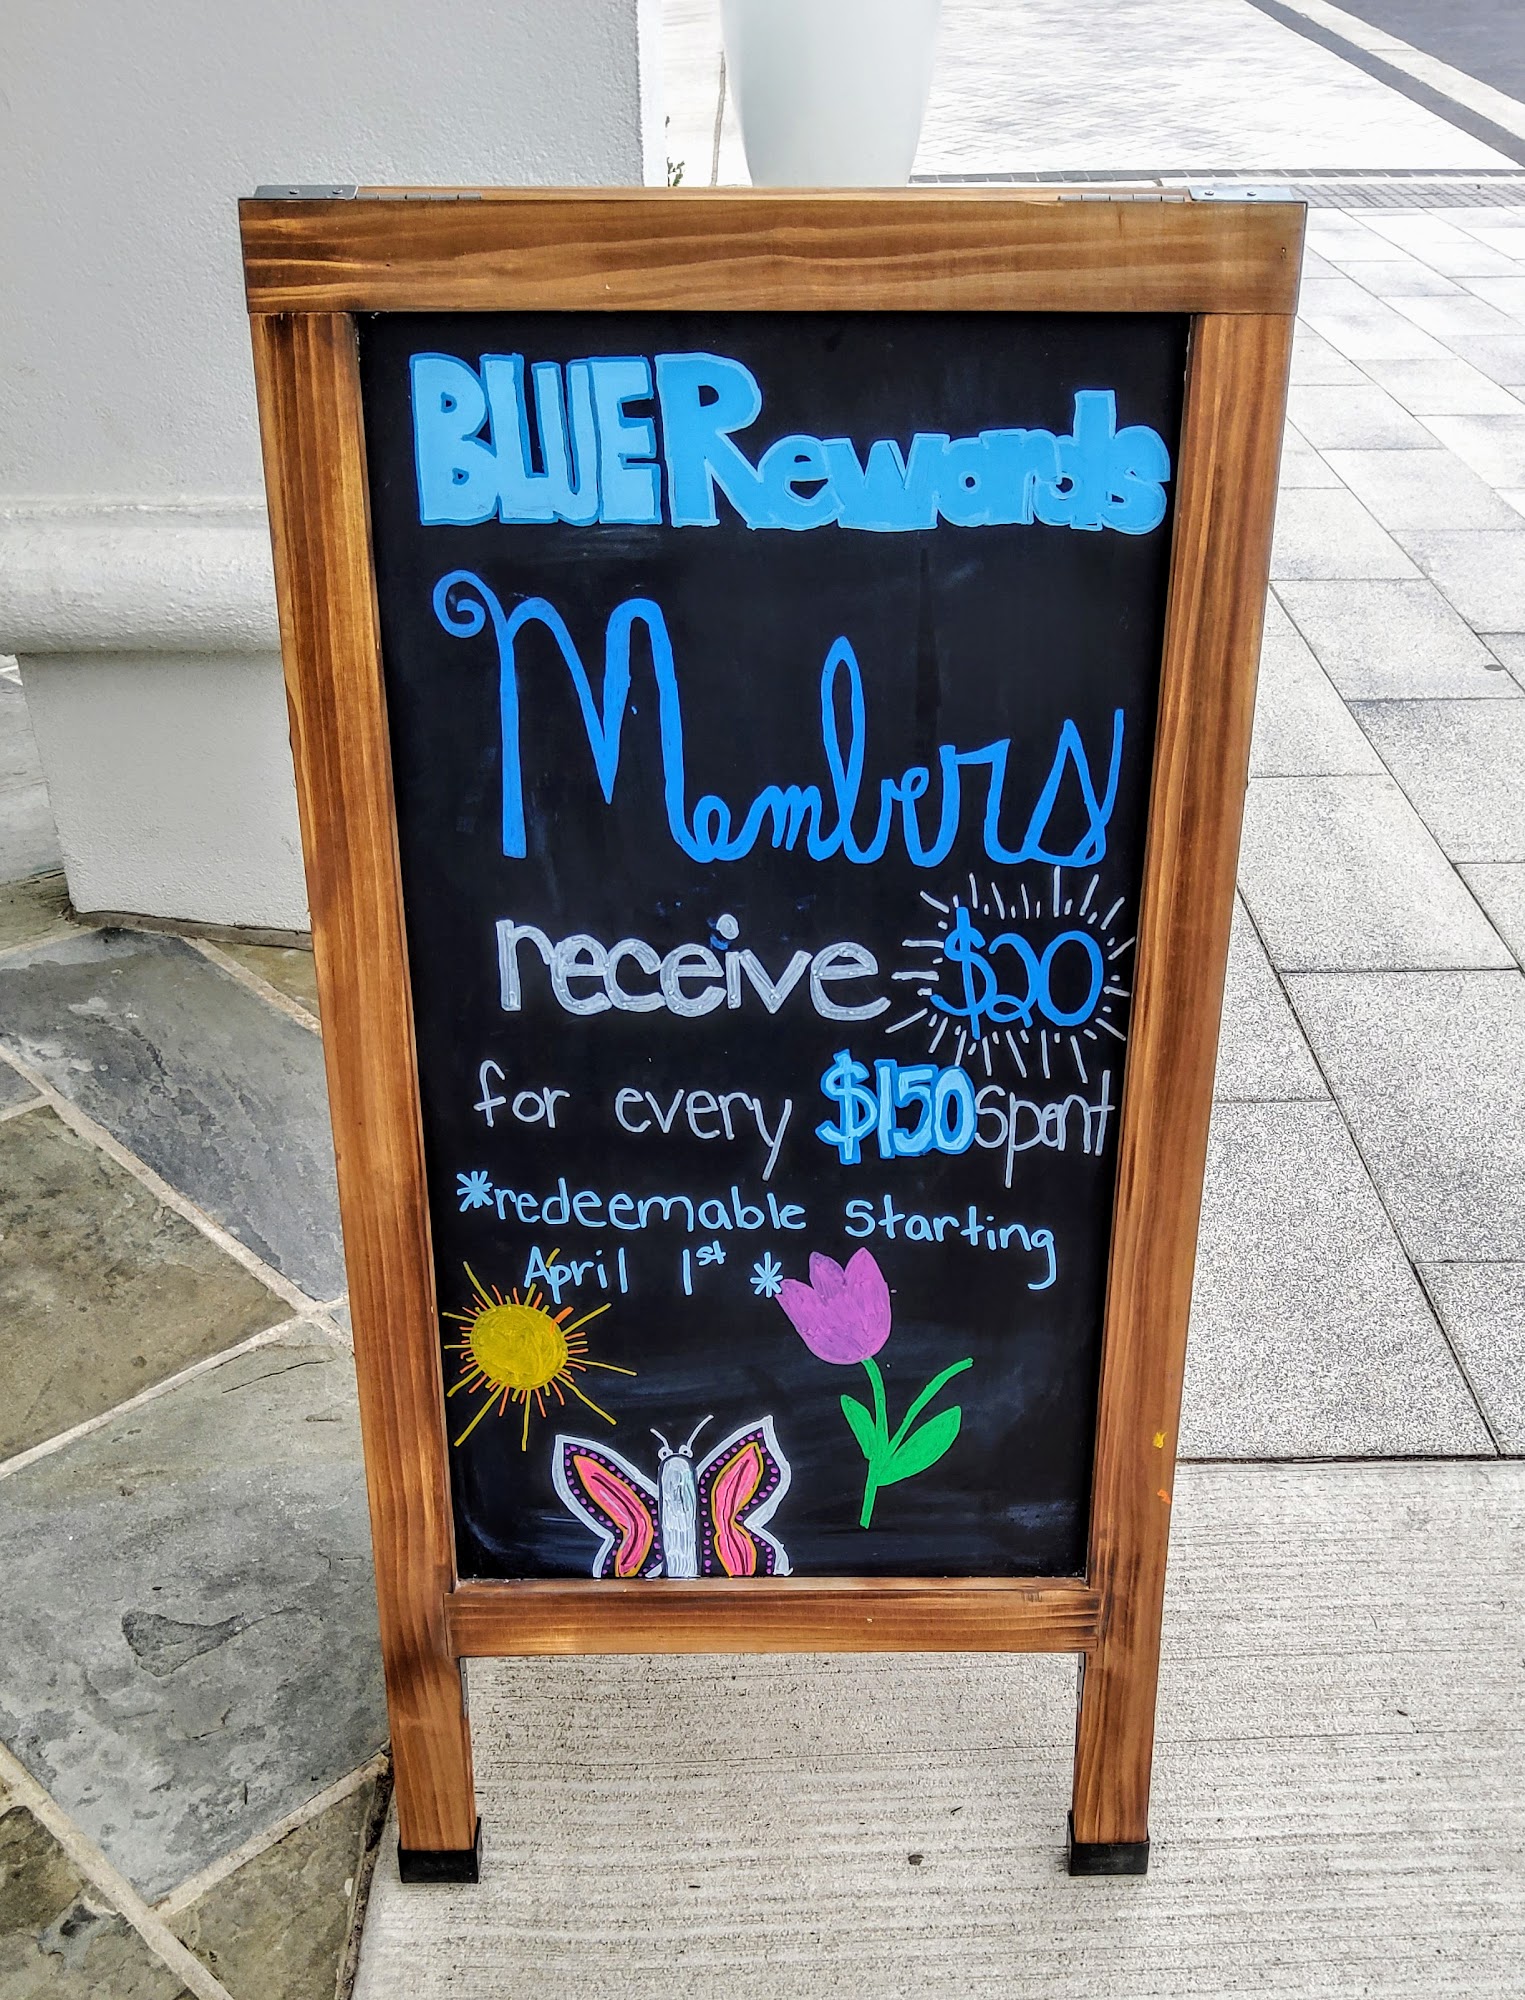 BLUE Rewards
Members
receive $20
for every $150 spent
*redeemable starting
April 1st *